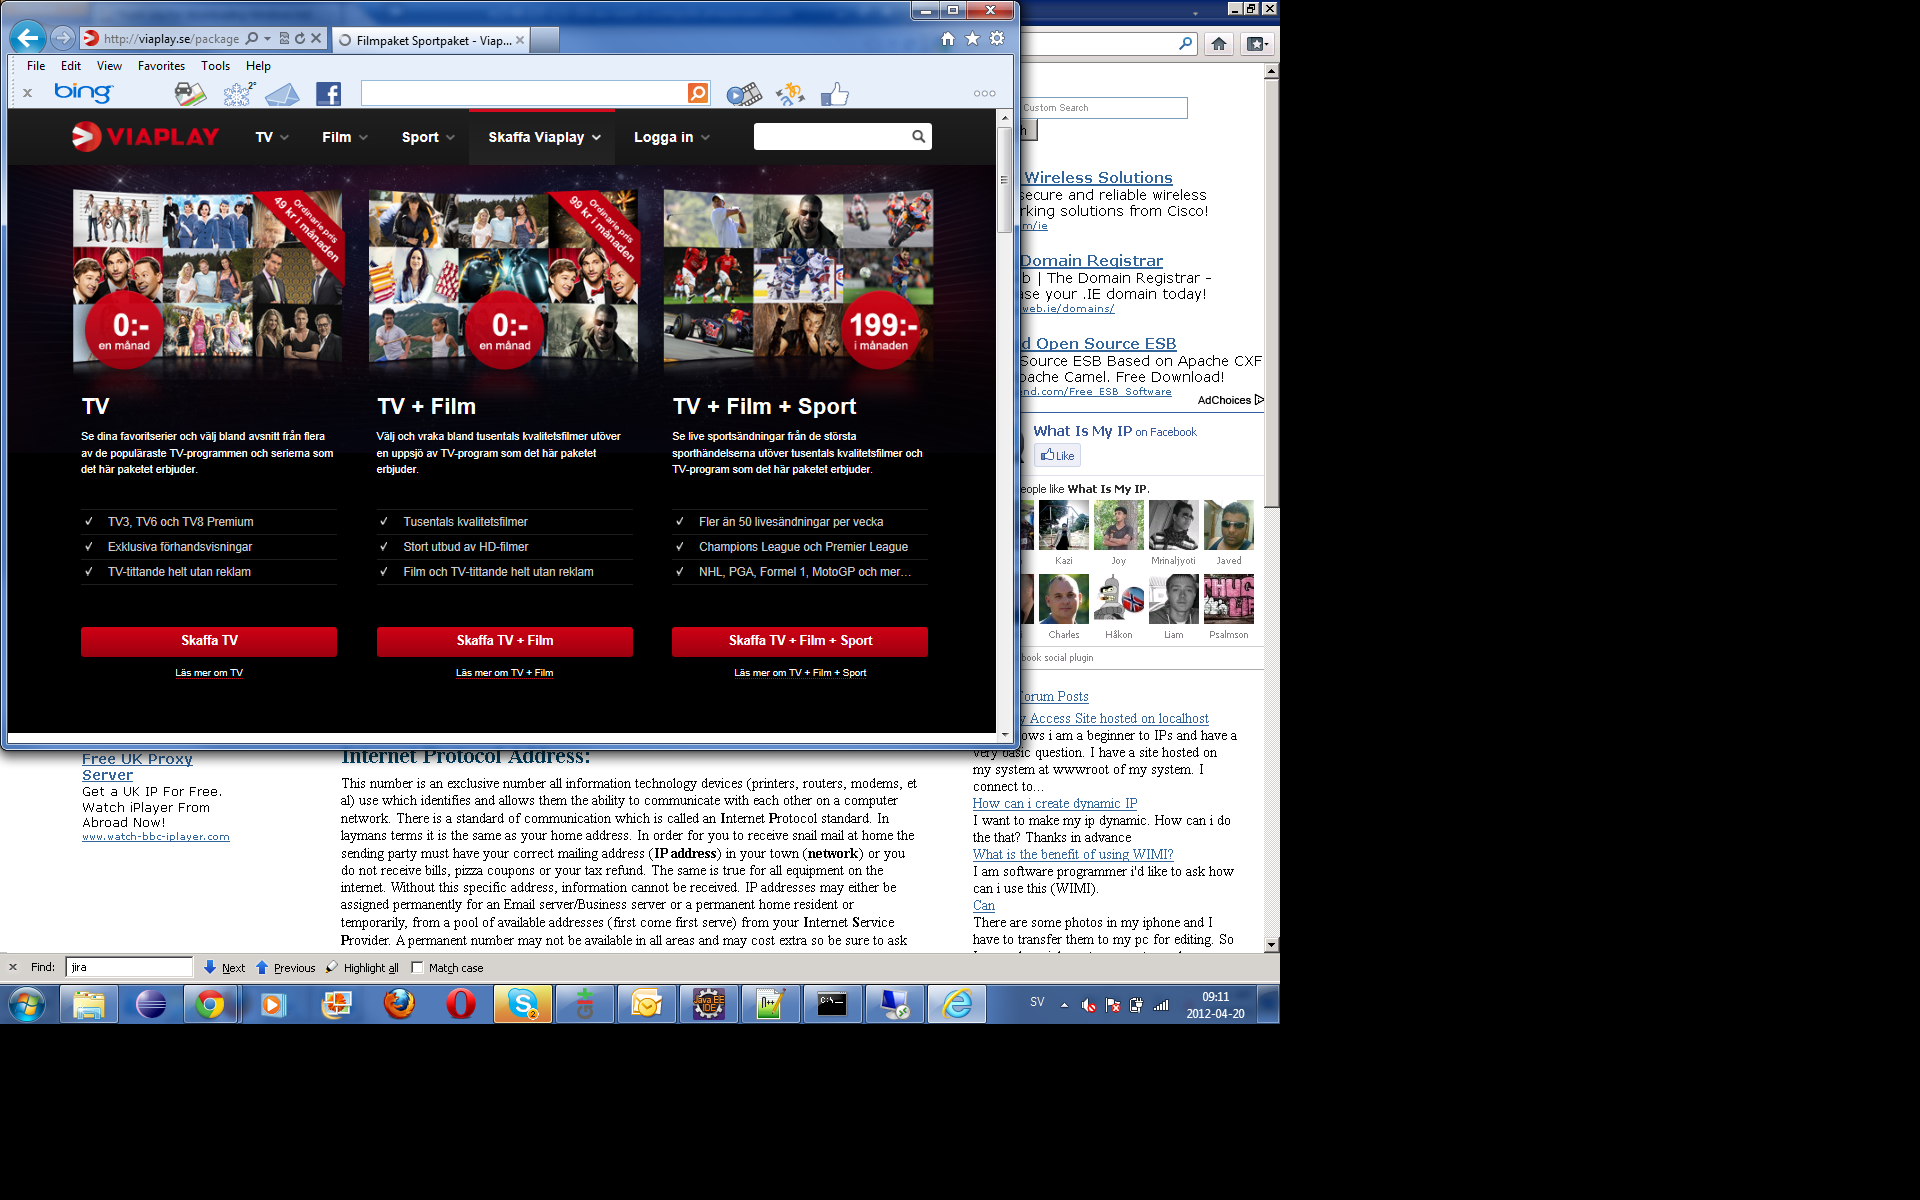 http://viaplay.se/package
Filmpaket Sportpaket - Viap...
File Edit View Favorites Tools Help
x bing 2°
VIAPLAY TV Film Sport Skaffa Viaplay Logga in
Ordinarie pris
49 kr i månaden
0:-
en månad
TV
Se dina favoritserier och välj bland avsnitt från flera
av de populäraste TV-programmen och serierna som
det här paketet erbjuder.
✓ TV3, TV6 och TV8 Premium
✓ Exklusiva förhandsvisningar
✓ TV-tittande helt utan reklam
Skaffa TV
Läs mer om TV
Ordinarie pris
99 kr i månaden
0:-
en månad
TV + Film
Välj och vraka bland tusentals kvalitetsfilmer utöver
en uppsjö av TV-program som det här paketet
erbjuder.
✓ Tusentals kvalitetsfilmer
✓ Stort utbud av HD-filmer
✓ Film och TV-tittande helt utan reklam
Skaffa TV + Film
Läs mer om TV + Film
199:-
i månaden
TV + Film + Sport
Se live sportsändningar från de största
sporthändelserna utöver tusentals kvalitetsfilmer och
TV-program som det här paketet erbjuder.
✓ Fler än 50 livesändningar per vecka
✓ Champions League och Premier League
✓ NHL, PGA, Formel 1, MotoGP och mer...
Skaffa TV + Film + Sport
Läs mer om TV + Film + Sport
Custom Search
h
Wireless Solutions
secure and reliable wireless
rking solutions from Cisco!
m/ie
Domain Registrar
b | The Domain Registrar -
ase your .IE domain today!
web.ie/domains/
d Open Source ESB
Source ESB Based on Apache CXF
pache Camel. Free Download!
nd.com/Free_ESB_Software
AdChoices
What Is My IP on Facebook
Like
eople like What Is My IP.
Kazi Joy Mrinaljyoti Javed
Charles Håkon Liam Psalmson
book social plugin
Forum Posts
y Access Site hosted on localhost
ows i am a beginner to IPs and have a
very basic question. I have a site hosted on
my system at wwwroot of my system. I
connect to...
How can i create dynamic IP
I want to make my ip dynamic. How can i do
the that? Thanks in advance
What is the benefit of using WIMI?
I am software programmer i'd like to ask how
can i use this (WIMI).
Can
There are some photos in my iphone and I
have to transfer them to my pc for editing. So
Free UK Proxy
Server
Get a UK IP For Free.
Watch iPlayer From
Abroad Now!
www.watch-bbc-iplayer.com
Internet Protocol Address:
This number is an exclusive number all information technology devices (printers, routers, modems, et
al) use which identifies and allows them the ability to communicate with each other on a computer
network. There is a standard of communication which is called an Internet Protocol standard. In
laymans terms it is the same as your home address. In order for you to receive snail mail at home the
sending party must have your correct mailing address (IP address) in your town (network) or you
do not receive bills, pizza coupons or your tax refund. The same is true for all equipment on the
internet. Without this specific address, information cannot be received. IP addresses may either be
assigned permanently for an Email server/Business server or a permanent home resident or
temporarily, from a pool of available addresses (first come first serve) from your Internet Service
Provider. A permanent number may not be available in all areas and may cost extra so be sure to ask
x Find: jira Next Previous Highlight all Match case
2 Git Java EE IDE C:\ SV 09:11
2012-04-20